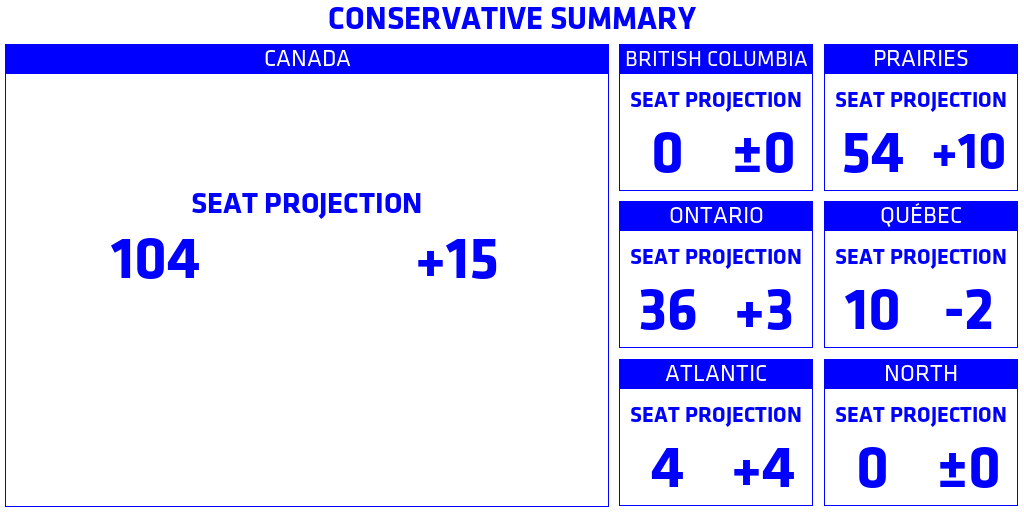 CONSERVATIVE SUMMARY
CANADA
SEAT PROJECTION
104 +15
BRITISH COLUMBIA
SEAT PROJECTION
0 ±0
PRAIRIES
SEAT PROJECTION
54 +10
ONTARIO
SEAT PROJECTION
36 +3
QUÉBEC
SEAT PROJECTION
10 -2
ATLANTIC
SEAT PROJECTION
4 +4
NORTH
SEAT PROJECTION
0 ±0